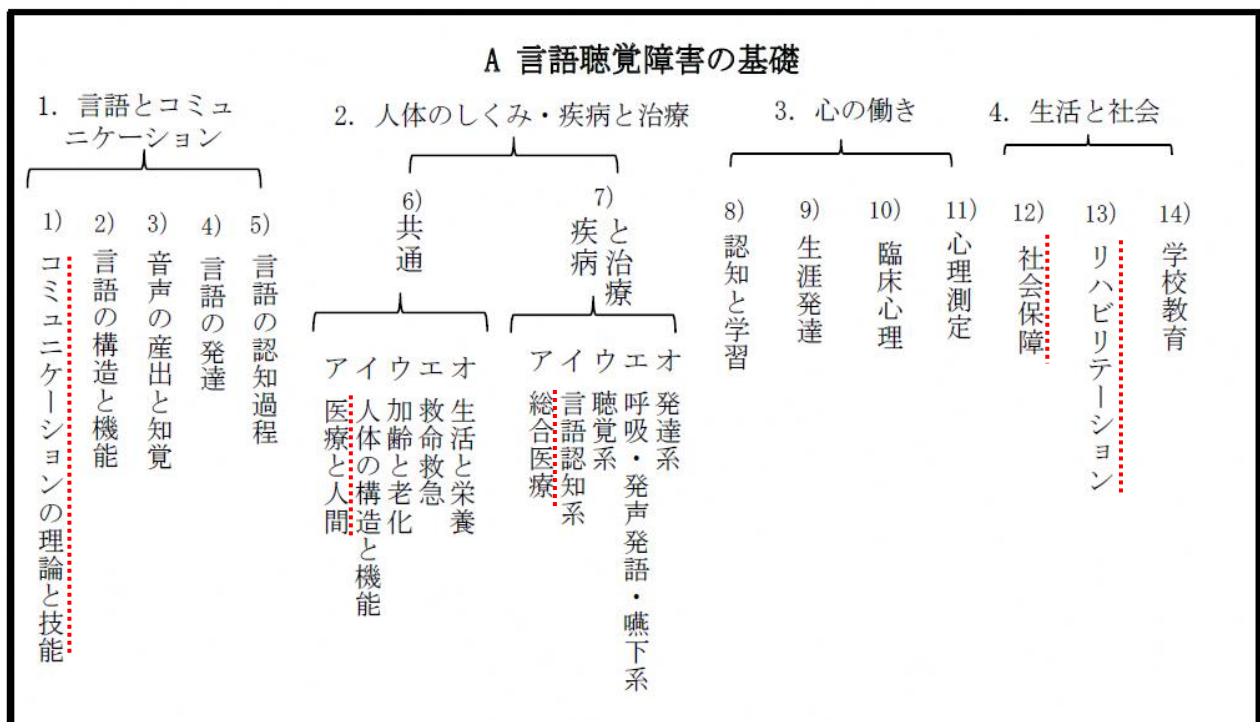 A 言語聴覚障害の基礎
1. 言語とコミュ
ニケーション
1)
コミュニケーションの理論と技能
2)
言語の構造と機能
3)
音声の産出と知覚
4)
言語の発達
5)
言語の認知過程
2. 人体のしくみ・疾病と治療
6)
共通
ア 医療と人間
イ 人体の構造と機能
ウ 加齢と老化
エ 救命救急
オ 生活と栄養
7)
疾病
と治療
ア 総合医療
イ 言語認知系
ウ 聴覚系
エ 呼吸・発声発語・嚥下系
オ 発達系
3. 心の働き
8)
認知と学習
9)
生涯発達
10)
臨床心理
11)
心理測定
4. 生活と社会
12)
社会保障
13)
リハビリテーション
14)
学校教育